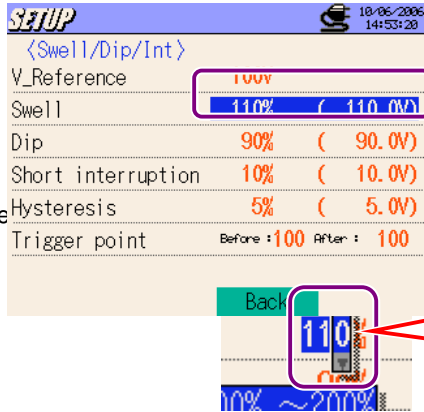 SETUP 10/06/2006
14:53:20
〈Swell/Dip/Int〉
V_Reference 100V
Swell 110% ( 110.0V)
Dip 90% ( 90.0V)
Short interruption 10% ( 10.0V)
Hysteresis 5% ( 5.0V)
Trigger point Before :100 After : 100
Back
110%
00% ～200%